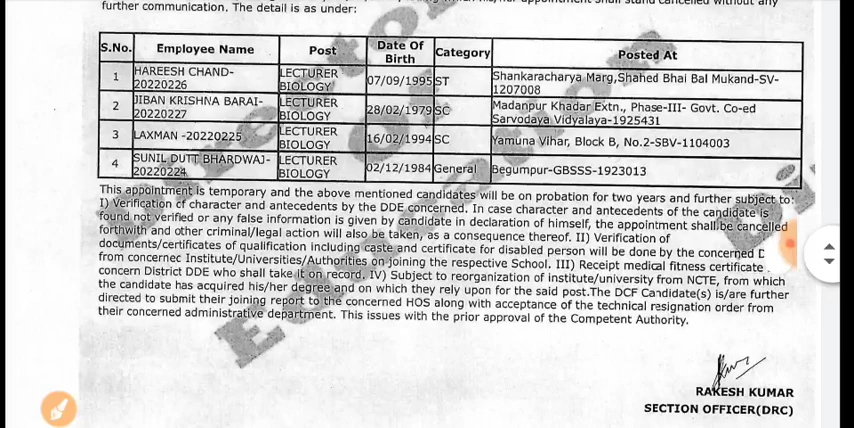 further communication. The detail is as under:
S.No. Employee Name Post Date Of Birth Category Posted At
1 HAREESH CHAND- 20220226 LECTURER BIOLOGY 07/09/1995 ST Shankaracharya Marg,Shahed Bhai Bal Mukand-SV- 1207008
2 JIBAN KRISHNA BARAI- 20220227 LECTURER BIOLOGY 28/02/1979 SC Madanpur Khadar Extn., Phase-III- Govt. Co-ed Sarvodaya Vidyalaya-1925431
3 LAXMAN -20220225 LECTURER BIOLOGY 16/02/1994 SC Yamuna Vihar, Block B, No.2-SBV-1104003
4 SUNIL DUTT BHARDWAJ- 20220224 LECTURER BIOLOGY 02/12/1984 General Begumpur-GBSSS-1923013
This appointment is temporary and the above mentioned candidates will be on probation for two years and further subject to:
I) Verification of character and antecedents by the DDE concerned. In case character and antecedents of the candidate is
found not verified or any false information is given by candidate in declaration of himself, the appointment shall be cancelled
forthwith and other criminal/legal action will also be taken, as a consequence thereof. II) Verification of
documents/certificates of qualification including caste and certificate for disabled person will be done by the concerned D
from concernec Institute/Universities/Authorities on joining the respective School. III) Receipt medical fitness certificate
concern District DDE who shall take it on record. IV) Subject to reorganization of institute/university from NCTE, from which
the candidate has acquired his/her degree and on which they rely upon for the said post.The DCF Candidate(s) is/are further
directed to submit their joining report to the concerned HOS along with acceptance of the technical resignation order from
their concerned administrative department. This issues with the prior approval of the Competent Authority.
RAKESH KUMAR
SECTION OFFICER(DRC)